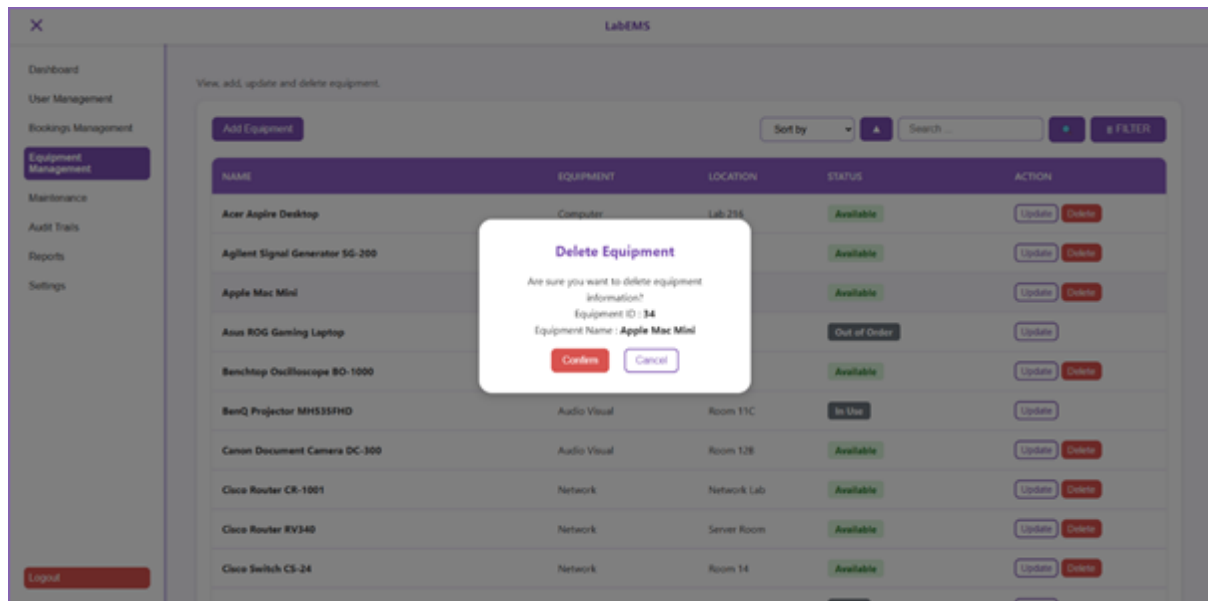 LabEMS
Dashboard
User Management
Bookings Management
Equipment
Management
Maintenance
Audit Trails
Reports
Settings
Logout
View, add, update and delete equipment.
Add Equipment
Sort by
▲
Search ...
FILTER
NAME EQUIPMENT LOCATION STATUS ACTION
Acer Aspire Desktop Computer Lab 216 Available Update Delete
Agilent Signal Generator SG-200 Available Update Delete
Apple Mac Mini Available Update Delete
Asus ROG Gaming Laptop Out of Order Update
Benchtop Oscilloscope BO-1000 Available Update Delete
BenQ Projector MH535FHD Audio Visual Room 11C In Use Update
Canon Document Camera DC-300 Audio Visual Room 12B Available Update Delete
Cisco Router CR-1001 Network Network Lab Available Update Delete
Cisco Router RV340 Network Server Room Available Update Delete
Cisco Switch CS-24 Network Room 14 Available Update Delete
Delete Equipment
Are sure you want to delete equipment
information?
Equipment ID : 34
Equipment Name : Apple Mac Mini
Confirm
Cancel